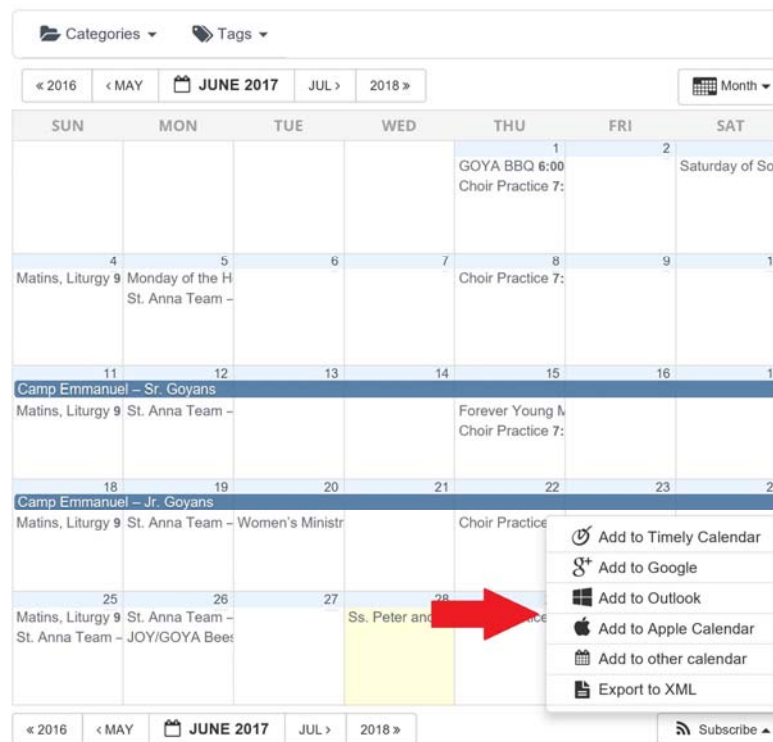 Categories Tags
« 2016 ‹ MAY JUNE 2017 JUL › 2018 » Month
SUN MON TUE WED THU FRI SAT
1 2
GOYA BBQ 6:00 Saturday of So
Choir Practice 7:
4 5 6 7 8 9 1
Matins, Liturgy 9 Monday of the H Choir Practice 7:
St. Anna Team –
11 12 13 14 15 16 1
Camp Emmanuel – Sr. Goyans
Matins, Liturgy 9 St. Anna Team – Forever Young M
Choir Practice 7:
18 19 20 21 22 23 2
Camp Emmanuel – Jr. Goyans
Matins, Liturgy 9 St. Anna Team – Women's Ministr Choir Practice
25 26 27 28
Matins, Liturgy 9 St. Anna Team – Ss. Peter and
St. Anna Team – JOY/GOYA Bees
Add to Timely Calendar
g+ Add to Google
Add to Outlook
Add to Apple Calendar
Add to other calendar
Export to XML
« 2016 ‹ MAY JUNE 2017 JUL › 2018 » Subscribe